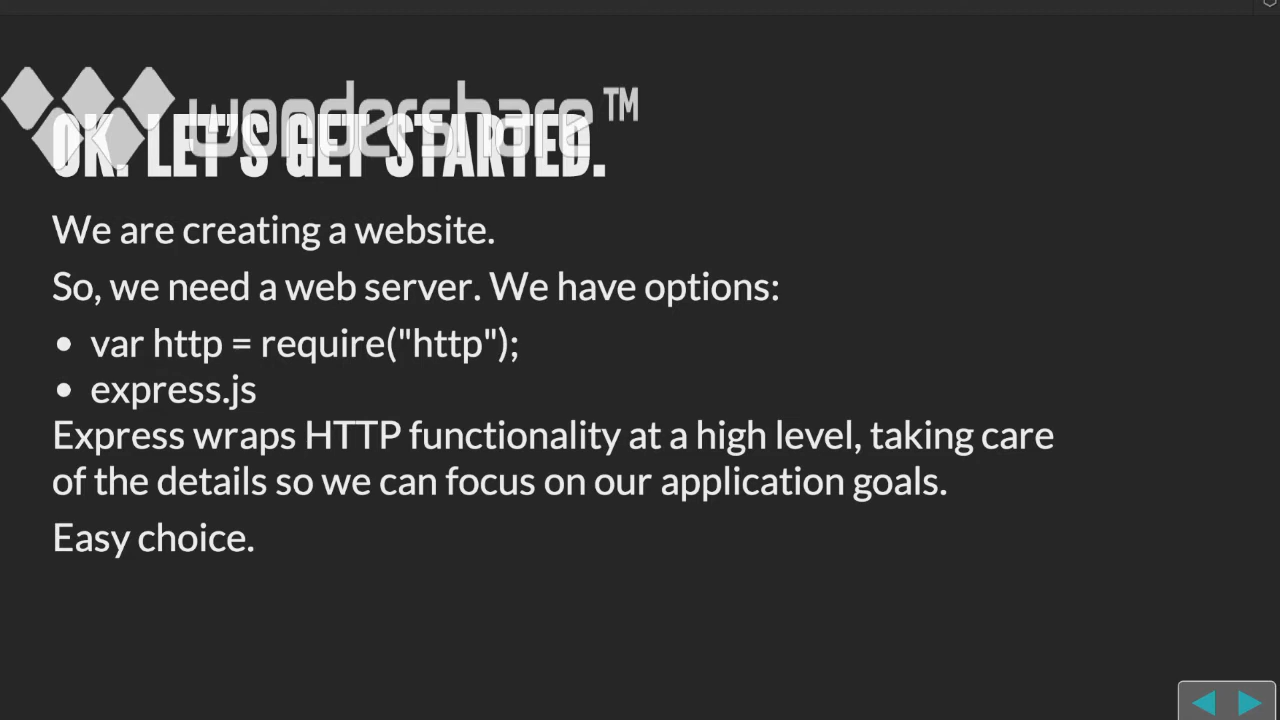 wondershare™
OK. LET'S GET STARTED.
We are creating a website.
So, we need a web server. We have options:
• var http = require("http");
• express.js
Express wraps HTTP functionality at a high level, taking care
of the details so we can focus on our application goals.
Easy choice.